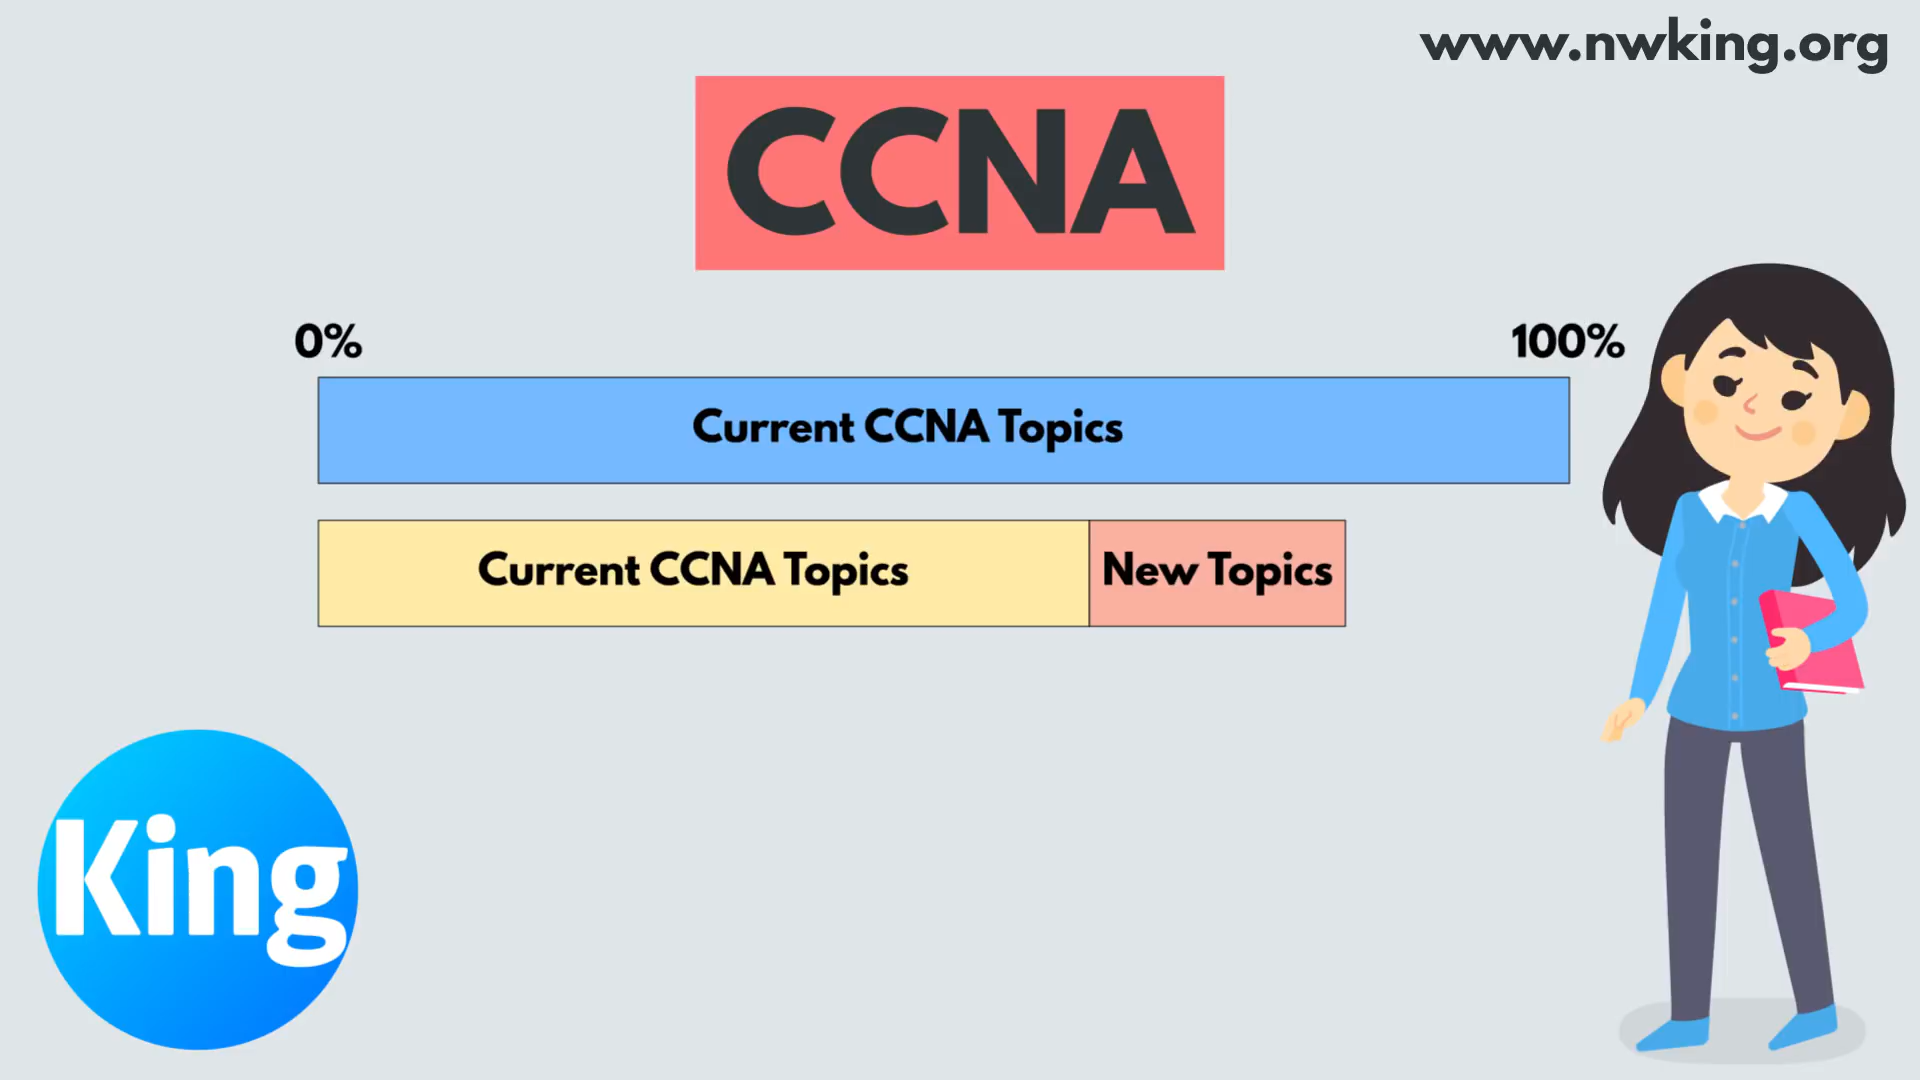 www.nwking.org
CCNA
0% 100%
Current CCNA Topics
Current CCNA Topics New Topics
King